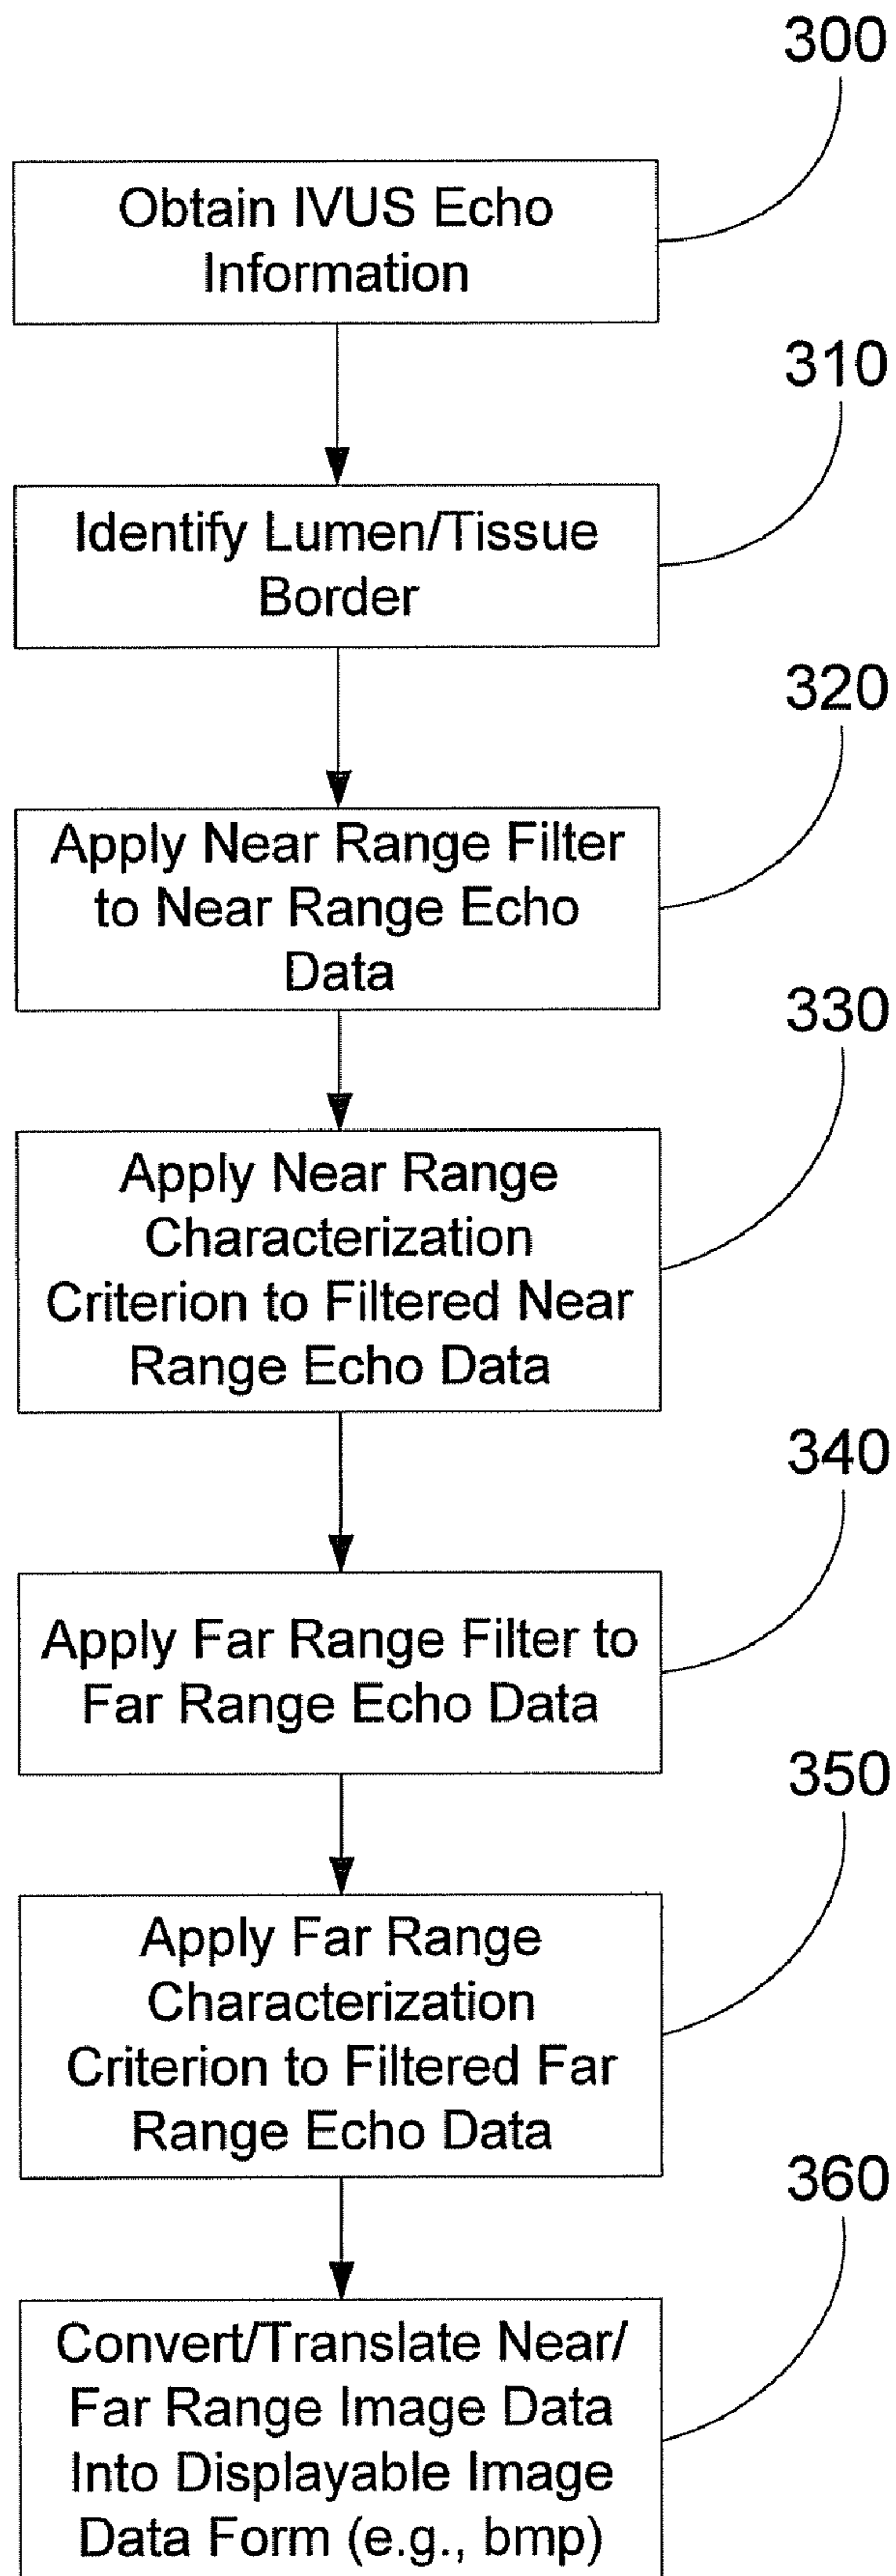 300
Obtain IVUS Echo
Information
310
Identify Lumen/Tissue
Border
320
Apply Near Range Filter
to Near Range Echo
Data
330
Apply Near Range
Characterization
Criterion to Filtered Near
Range Echo Data
340
Apply Far Range Filter to
Far Range Echo Data
350
Apply Far Range
Characterization
Criterion to Filtered Far
Range Echo Data
360
Convert/Translate Near/
Far Range Image Data
Into Displayable Image
Data Form (e.g., bmp)